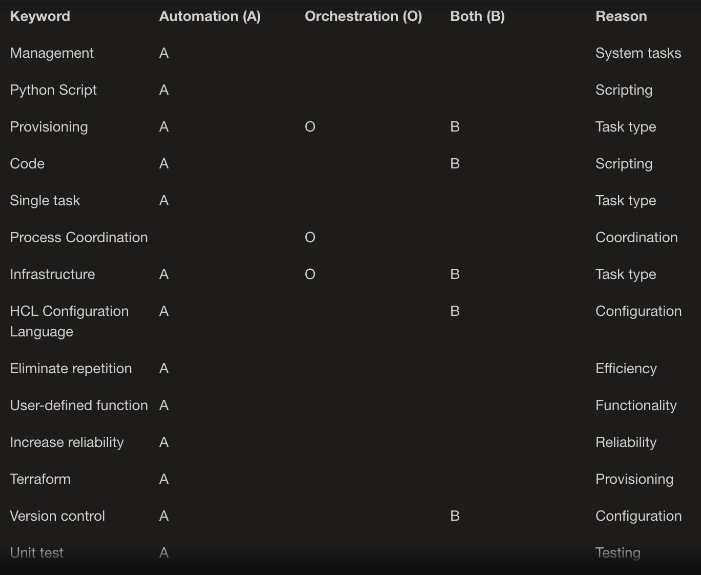 Keyword Automation (A) Orchestration (O) Both (B) Reason
Management A System tasks
Python Script A Scripting
Provisioning A O B Task type
Code A B Scripting
Single task A Task type
Process Coordination O Coordination
Infrastructure A O B Task type
HCL Configuration A B Configuration
Language
Eliminate repetition A Efficiency
User-defined function A Functionality
Increase reliability A Reliability
Terraform A Provisioning
Version control A B Configuration
Unit test A Testing